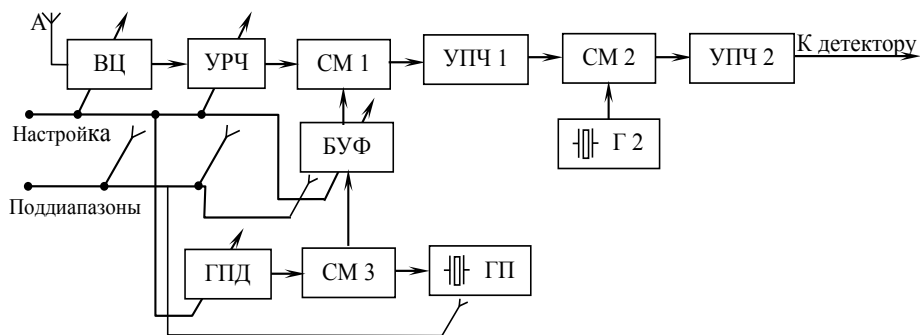 К детектору
А
ВЦ
УРЧ
СМ 1
УПЧ 1
СМ 2
УПЧ 2
Настройка
БУФ
Г 2
Поддиапазоны
ГПД
СМ 3
ГП